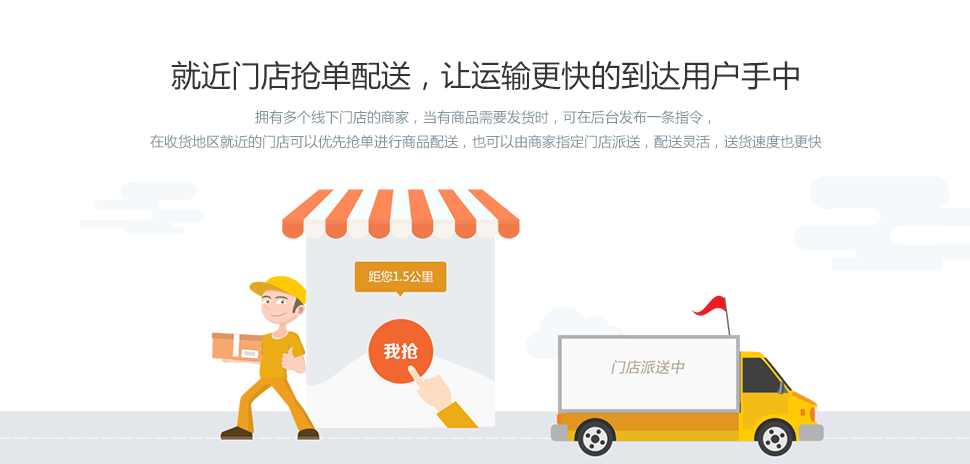 就近门店抢单配送，让运输更快的到达用户手中
拥有多个线下门店的商家，当有商品需要发货时，可在后台发布一条指令，
在收货地区就近的门店可以优先抢单进行商品配送，也可以由商家指定门店派送，配送灵活，送货速度也更快
距您1.5公里
我抢
门店派送中